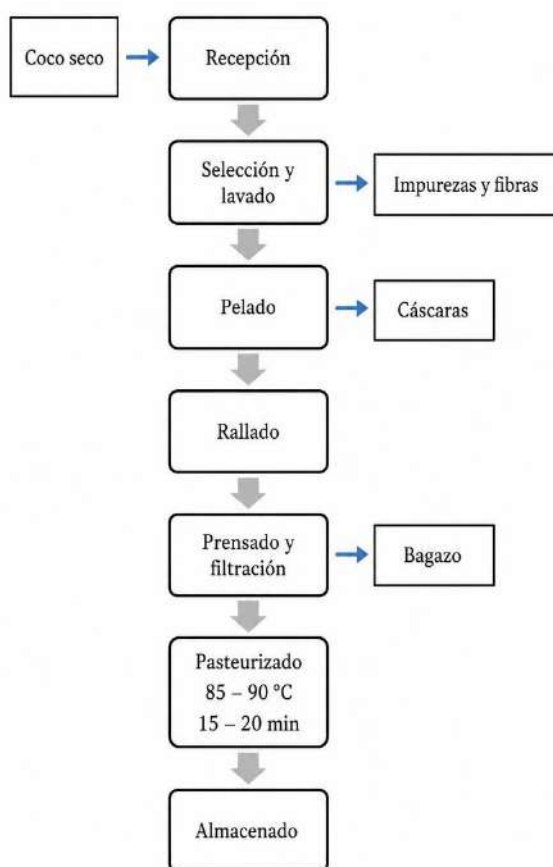 Coco seco
Recepción
Selección y
lavado
Impurezas y fibras
Pelado
Cáscaras
Rallado
Prensado y
filtración
Bagazo
Pasteurizado
85 – 90 °C
15 – 20 min
Almacenado